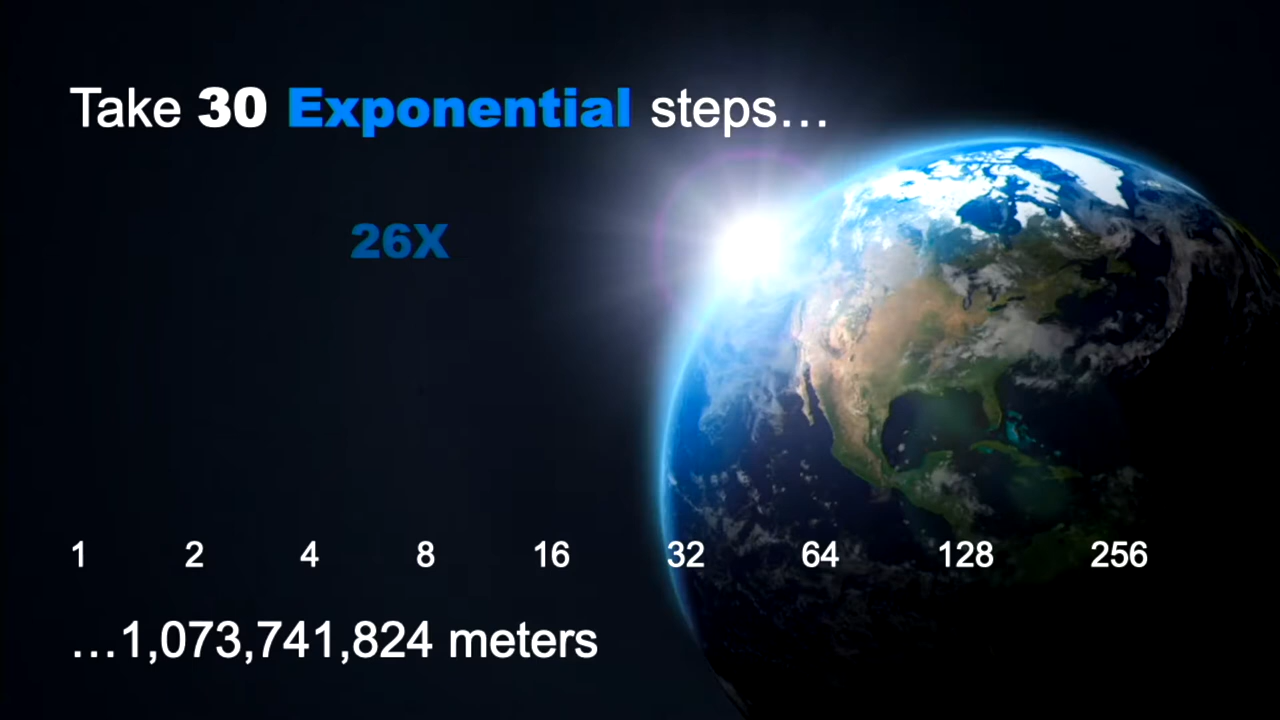 Take 30 Exponential steps…
26X
1 2 4 8 16 32 64 128 256
…1,073,741,824 meters